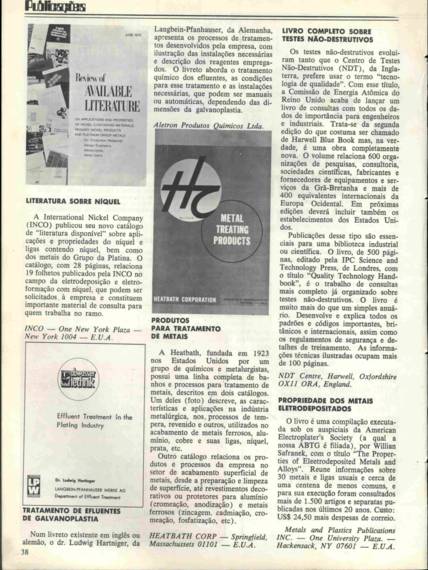 Publicações
JUNE 1975
Review of
AVAILABLE
LITERATURE
LITERATURA SOBRE NÍQUEL
A International Nickel Company
(INCO) publicou seu novo catálogo
de "literatura disponível" sobre apli-
cações e propriedades do níquel e
ligas contendo níquel, bem como
dos metais do Grupo da Platina. O
catálogo, com 28 páginas, relaciona
19 folhetos publicados pela INCO no
campo da eletrodeposição e eletro-
formação com níquel, que podem ser
solicitados à empresa e constituem
importante material de consulta para
quem trabalha no ramo.
INCO — One New York Plaza —
New York 1004 — E.U.A.
Effluent Treatment in the
Plating Industry
Dr. Ludwig Hartinger
LANGBEIN-PFANHAUSER WERKE AG
Department of Effluent Treatment
LP
W
TRATAMENTO DE EFLUENTES
DE GALVANOPLASTIA
Num livreto existente em inglês ou
alemão, o dr. Ludwig Hartniger, da
38
Langbein-Pfanhauser, da Alemanha,
apresenta os processos de tratamen-
tos desenvolvidos pela empresa, com
ilustração das instalações necessárias
e descrição dos reagentes emprega-
dos. O livreto aborda o tratamento
químico dos efluentes, as condições
para esse tratamento e as instalações
necessárias, que podem ser manuais
ou automáticas, dependendo das di-
mensões da galvanoplastia.
Aletron Produtos Químicos Ltda.
Hc
METAL
TREATING
PRODUCTS
HEATBATH CORPORATION
PRODUTOS
PARA TRATAMENTO
DE METAIS
A Heatbath, fundada em 1923
nos Estados Unidos por um
grupo de químicos e metalurgistas,
possui uma linha completa de ba-
nhos e processos para tratamento de
metais, descritos em dois catálogos.
Um deles (foto) descreve, as carac-
terísticas e aplicações na indústria
metalúrgica, nos processos de têm-
pera, revenido e outros, utilizados no
acabamento de metais ferrosos, alu-
mínio, cobre e suas ligas, níquel,
prata, etc.
Outro catálogo relaciona os pro-
dutos e processos da empresa no
setor de acabamento superficial de
metais, desde a preparação e limpeza
de superfície, até revestimentos deco-
rativos ou protetores para alumínio
(cromeação, anodização) e metais
ferrosos (zincagem, cadmiação, cro-
meação, fosfatização, etc).
HEATBATH CORP — Springfield,
Massachussets 01101 — E.U.A.
LIVRO COMPLETO SOBRE
TESTES NÃO-DESTRUTIVOS
Os testes não-destrutivos evoluí-
ram tanto que o Centro de Testes
Não-Destrutivos (NDT), da Ingla-
terra, prefere usar o termo "tecno-
logia de qualidade". Com esse título,
a Comissão de Energia Atômica do
Reino Unido acaba de lançar um
livro de consultas com todos os da-
dos de importância para engenheiros
e industriais. Trata-se da segunda
edição do que costuma ser chamado
de Harwell Blue Book mas, na ver-
dade, é uma obra completamente
nova. O volume relaciona 600 orga-
nizações de pesquisas, consultoria,
sociedades científicas, fabricantes e
fornecedores de equipamentos e ser-
viços da Grã-Bretanha e mais de
400 equivalentes internacionais da
Europa Ocidental. Em próximas
edições deverá incluir também os
estabelecimentos dos Estados Uni-
dos.
Publicações desse tipo são essen-
ciais para uma biblioteca industrial
ou científica. O livro, de 500 pági-
nas, editado pela IPC Science and
Technology Press, de Londres, com
o título "Quality Technology Hand-
book", é o trabalho de consultas
mais completo já organizado sobre
testes não-destrutivos. O livro é
muito mais do que um simples anuá-
rio. Desenvolve e explica todos os
padrões e códigos importantes, bri-
tânicos e internacionais, assim como
os regulamentos de segurança e de-
talhes de treinamento. As informa-
ções técnicas ilustradas ocupam mais
de 100 páginas.
NDT Centre, Harwell, Oxfordshire
OX11 ORA, England.
PROPRIEDADE DOS METAIS
ELETRODEPOSITADOS
O livro é uma compilação executa-
da sob os auspícios da American
Electroplater's Society (a qual a
nossa ABTG é filiada), por Willian
Safranek, com o título "The Proper-
ties of Electrodeposited Metals and
Alloys". Reune informações sobre
30 metais e ligas usuais e cerca de
uma centena de menos comuns, e
para sua execução foram consultados
mais de 1.500 artigos e separatas pu-
blicadas nos últimos 20 anos. Custo:
US$ 24,50 mais despesas de correio.
Metals and Plastics Publications
INC. — One University Plaza. —
Hackensack, NY 07601 — E.U.A.